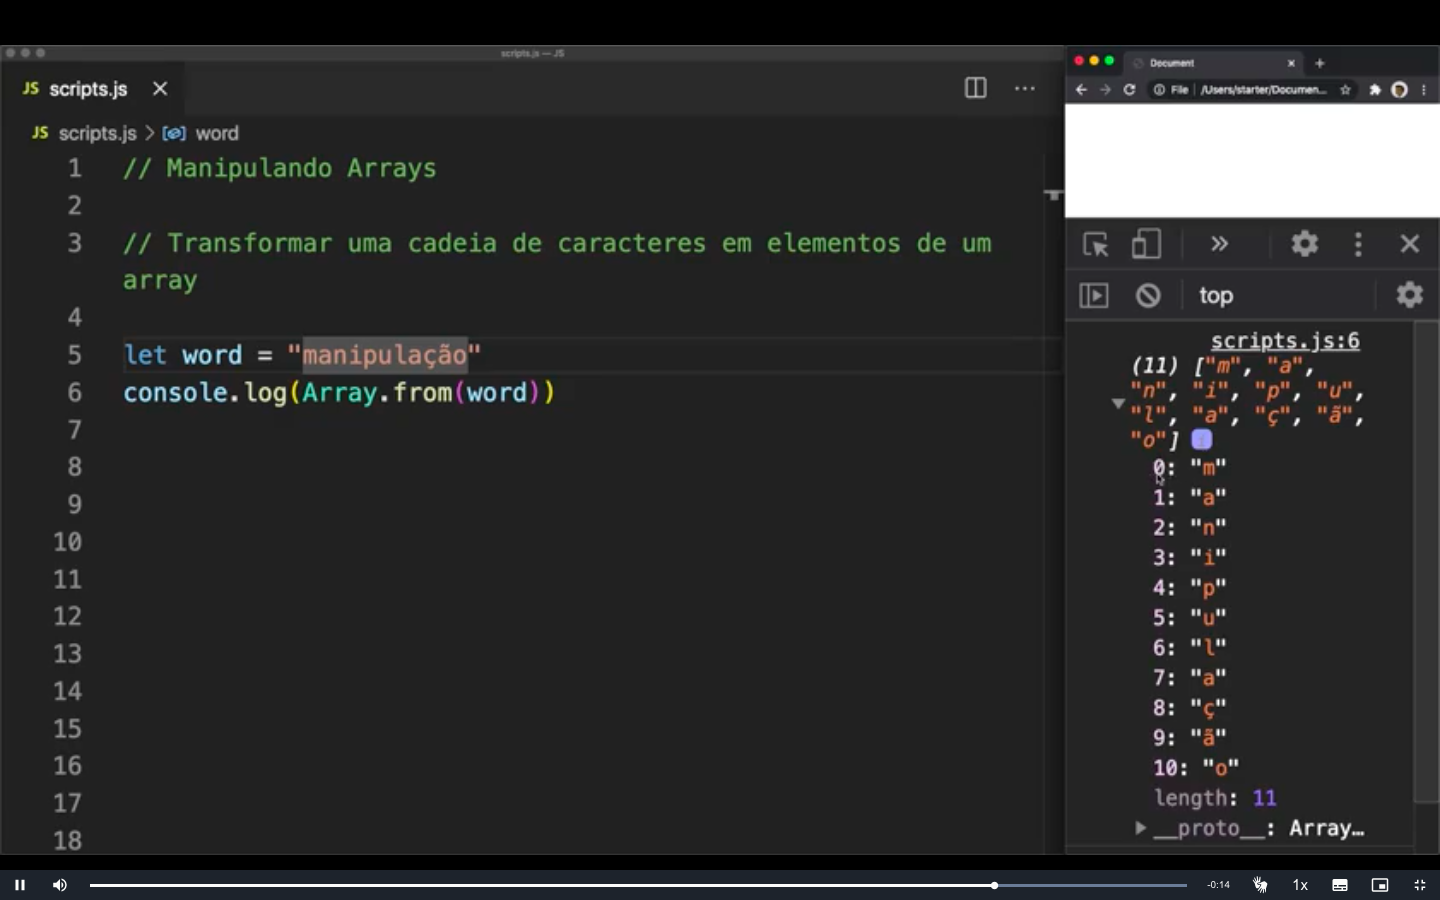 scripts.js — JS
JS scripts.js
JS scripts.js > word
1 // Manipulando Arrays
2
3 // Transformar uma cadeia de caracteres em elementos de um
array
4
5 let word = "manipulação"
6 console.log(Array.from(word))
7
8
9
10
11
12
13
14
15
16
17
18
Document
File | /Users/starter/Documen...
top
scripts.js:6
(11) ["m", "a",
"n", "i", "p", "u",
"l", "a", "ç", "ã",
"o"]
0: "m"
1: "a"
2: "n"
3: "i"
4: "p"
5: "u"
6: "l"
7: "a"
8: "ç"
9: "ã"
10: "o"
length: 11
__proto__: Array…
-0:14
1x